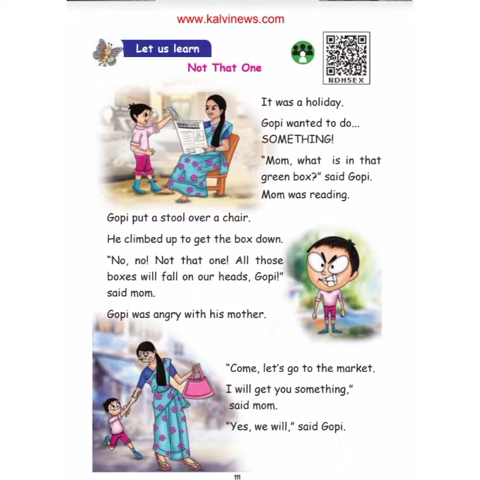 www.kalvinews.com
Let us learn
Not That One
NDHSEX
It was a holiday.
Gopi wanted to do...
SOMETHING!
“Mom, what is in that
green box?” said Gopi.
Mom was reading.
Gopi put a stool over a chair.
He climbed up to get the box down.
“No, no! Not that one! All those
boxes will fall on our heads, Gopi!”
said mom.
Gopi was angry with his mother.
“Come, let’s go to the market.
I will get you something,”
said mom.
“Yes, we will,” said Gopi.
111